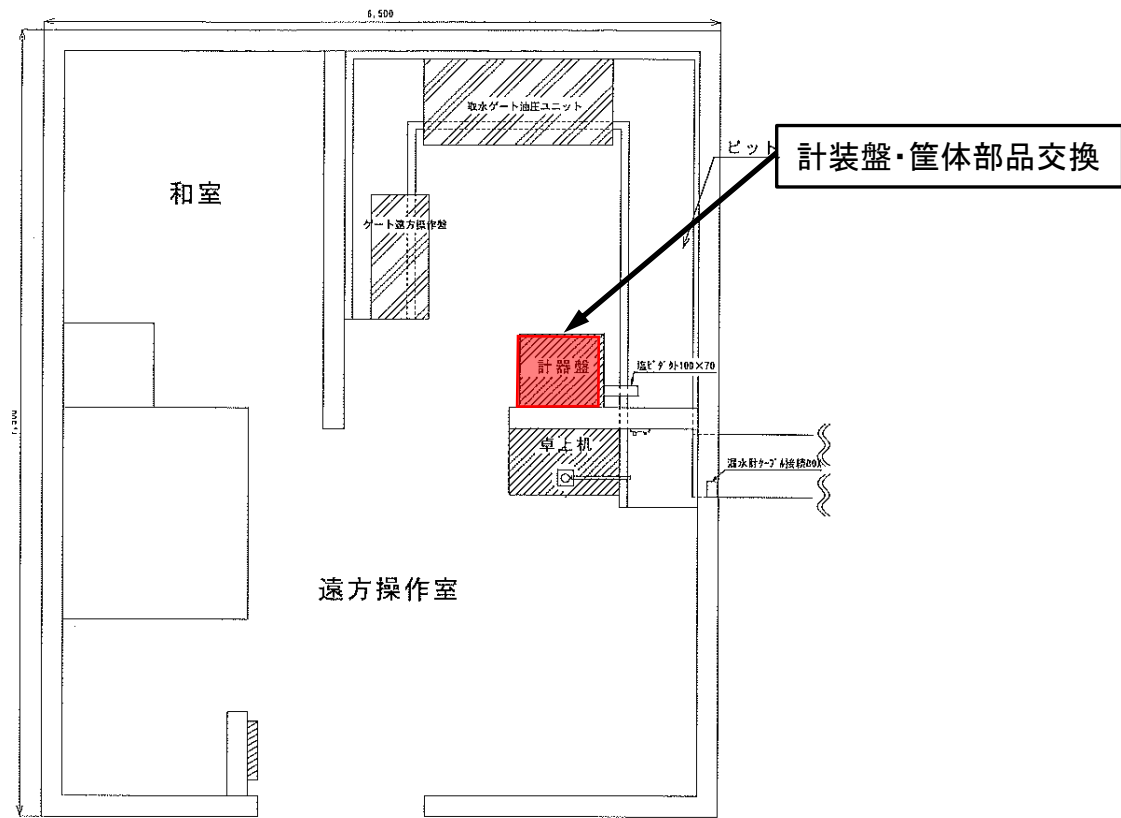 6,500
取水ゲート油圧ユニット
ピット
計装盤・筐体部品交換
和室
ゲート遠方操作盤
計器盤
塩ビダクト100×70
卓上机
遠方操作室